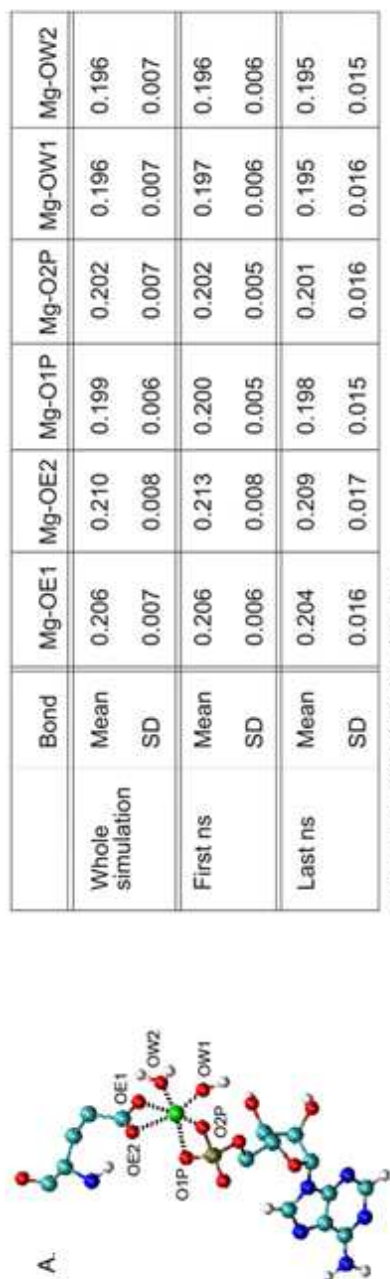 A.
OE1
OE2
OW2
OW1
O1P
O2P
Bond Mg-OE1 Mg-OE2 Mg-O1P Mg-O2P Mg-OW1 Mg-OW2
Whole simulation Mean 0.206 0.210 0.199 0.202 0.196 0.196
SD 0.007 0.008 0.006 0.007 0.007 0.007
First ns Mean 0.206 0.213 0.200 0.202 0.197 0.196
SD 0.006 0.008 0.005 0.005 0.006 0.006
Last ns Mean 0.204 0.209 0.198 0.201 0.195 0.195
SD 0.016 0.017 0.015 0.016 0.016 0.015